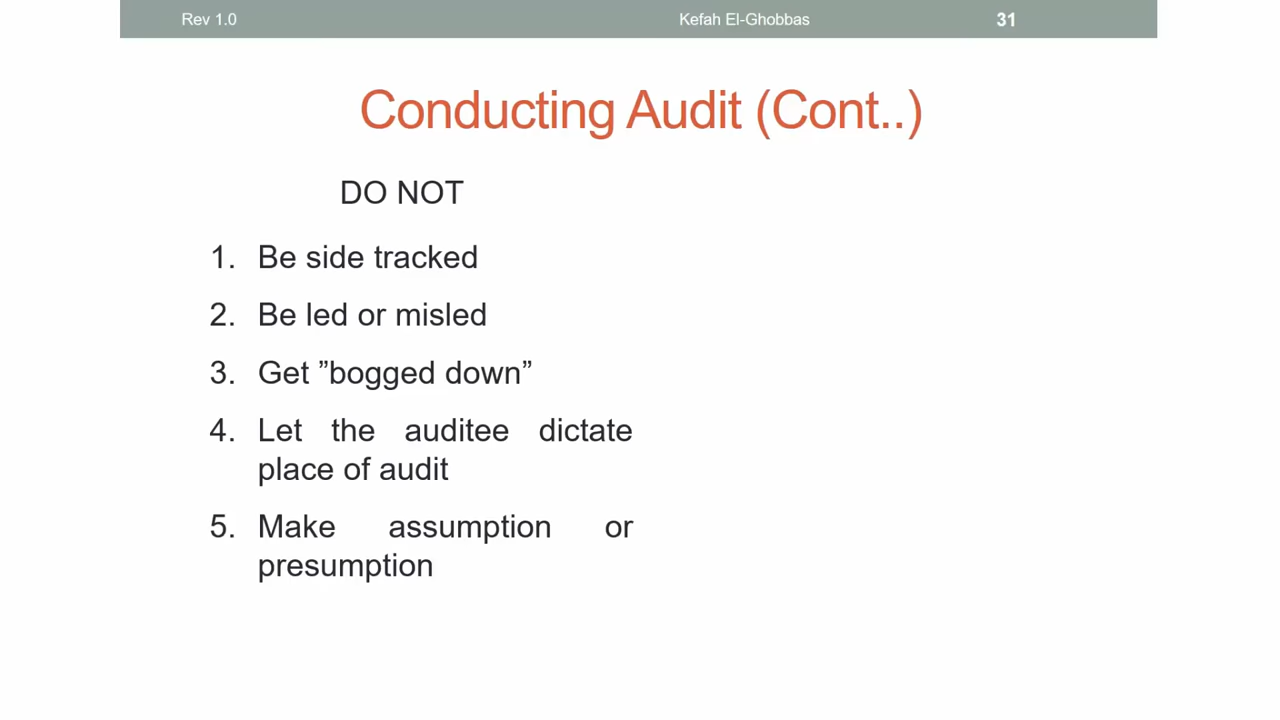 Rev 1.0 Kefah El-Ghobbas 31
Conducting Audit (Cont..)
DO NOT
1. Be side tracked
2. Be led or misled
3. Get ”bogged down”
4. Let the auditee dictate
place of audit
5. Make assumption or
presumption